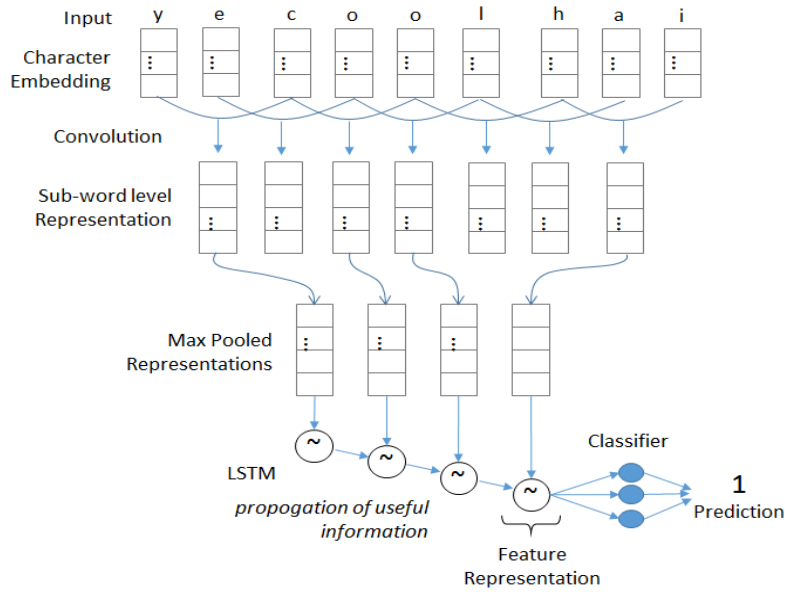 Input y e c o o l h a i
Character
Embedding
Convolution
Sub-word level
Representation
Max Pooled
Representations
~
~
~
~
LSTM
propogation of useful
information
Classifier
1
Prediction
Feature
Representation